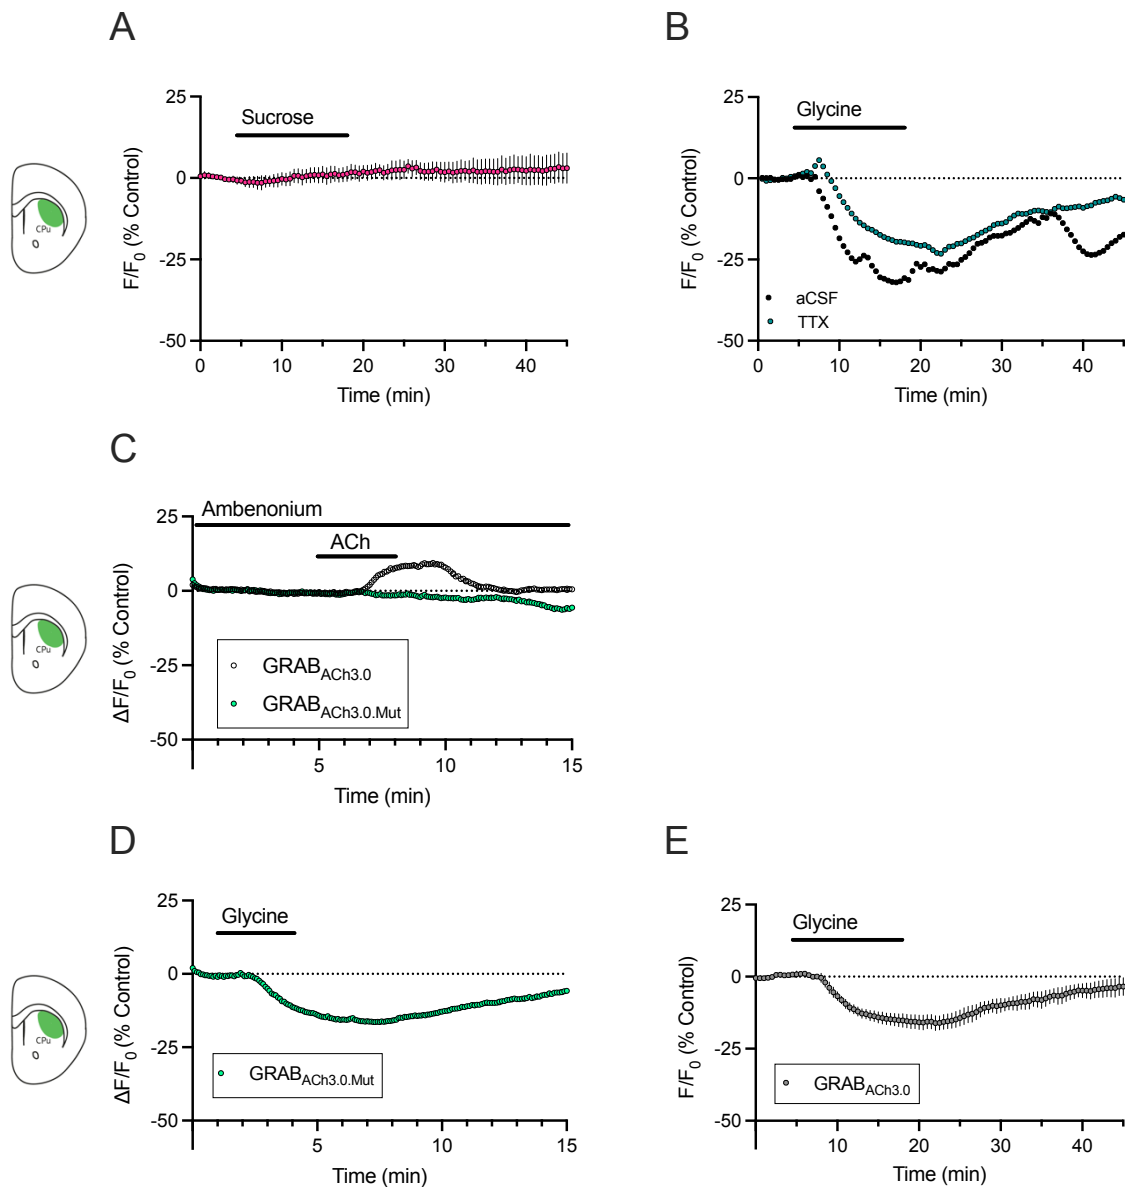 A
B
25
Sucrose
0
-25
-50
F/F0 (% Control)
0
10
20
30
40
Time (min)
CPu
25
Glycine
0
-25
-50
F/F0 (% Control)
aCSF
TTX
0
10
20
30
40
Time (min)
C
Ambenonium
25
ACh
0
-25
-50
ΔF/F0 (% Control)
GRABACh3.0
GRABACh3.0.Mut
5
10
15
Time (min)
CPu
D
E
25
Glycine
0
-25
-50
ΔF/F0 (% Control)
GRABACh3.0.Mut
5
10
15
Time (min)
CPu
25
Glycine
0
-25
-50
F/F0 (% Control)
GRABACh3.0
10
20
30
40
Time (min)